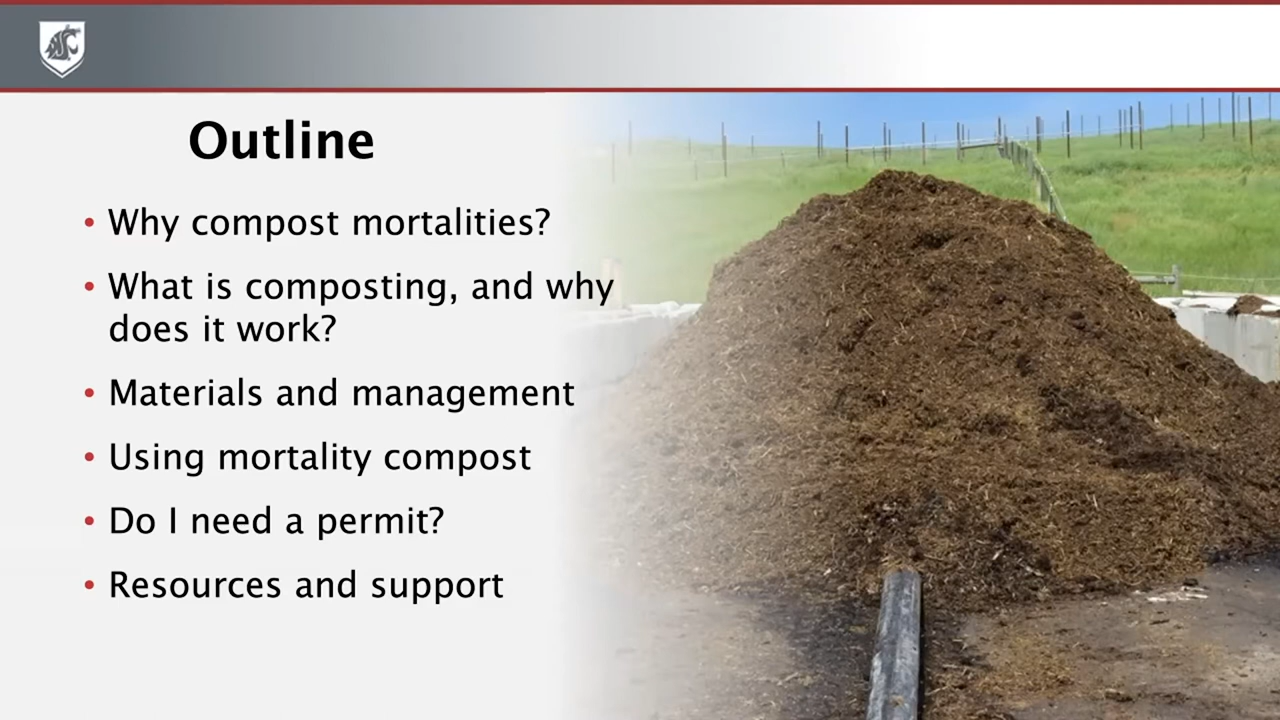 Outline
• Why compost mortalities?
• What is composting, and why
does it work?
• Materials and management
• Using mortality compost
• Do I need a permit?
• Resources and support